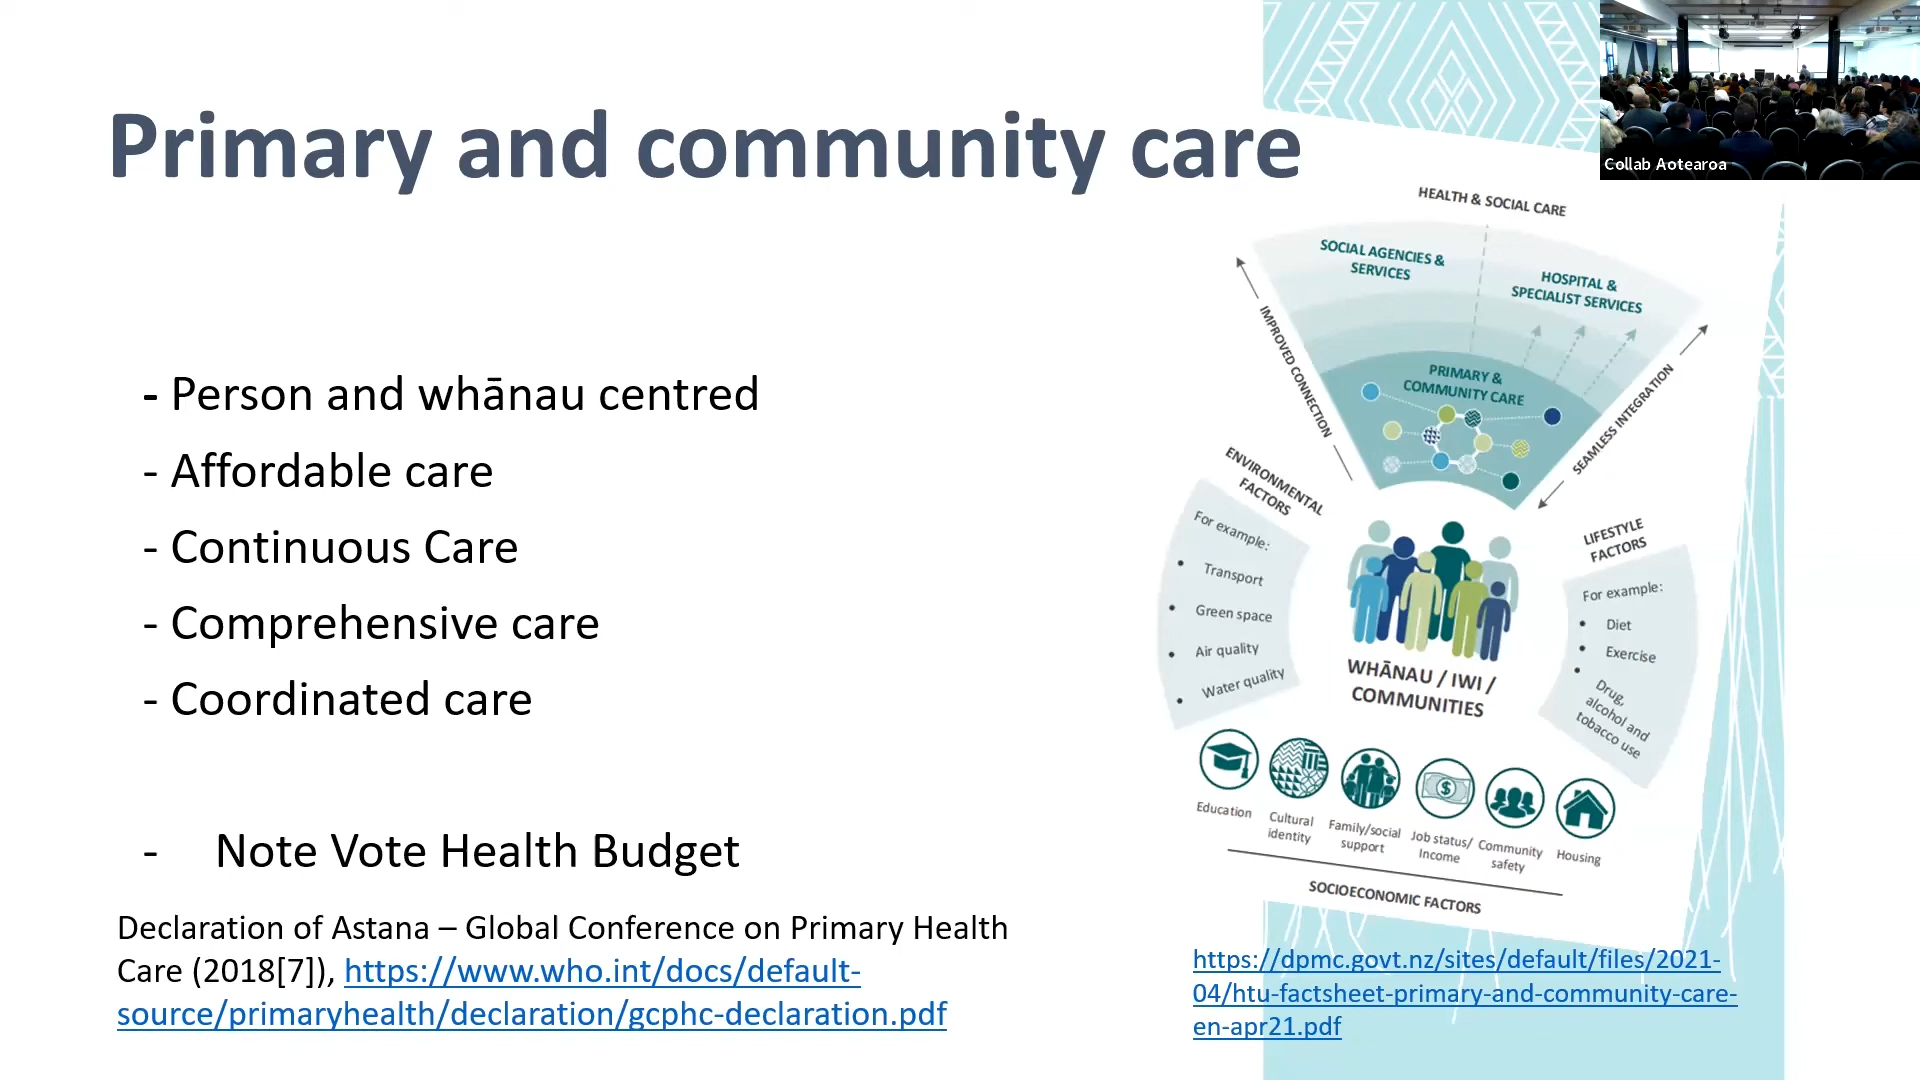 Primary and community care
Collab Aotearoa
- Person and whānau centred
- Affordable care
- Continuous Care
- Comprehensive care
- Coordinated care
- Note Vote Health Budget
Declaration of Astana – Global Conference on Primary Health
Care (2018[7]), https://www.who.int/docs/default-
source/primaryhealth/declaration/gcphc-declaration.pdf
HEALTH & SOCIAL CARE
SOCIAL AGENCIES &
SERVICES
HOSPITAL &
SPECIALIST SERVICES
IMPROVED CONNECTION
SEAMLESS INTEGRATION
PRIMARY &
COMMUNITY CARE
ENVIRONMENTAL
FACTORS
For example:
• Transport
• Green space
• Air quality
• Water quality
LIFESTYLE
FACTORS
For example:
• Diet
• Exercise
• Drug,
alcohol and
tobacco use
WHĀNAU / IWI /
COMMUNITIES
Education
Cultural
identity
Family/social
support
Job status/
Income
Community
safety
Housing
SOCIOECONOMIC FACTORS
https://dpmc.govt.nz/sites/default/files/2021-
04/htu-factsheet-primary-and-community-care-
en-apr21.pdf